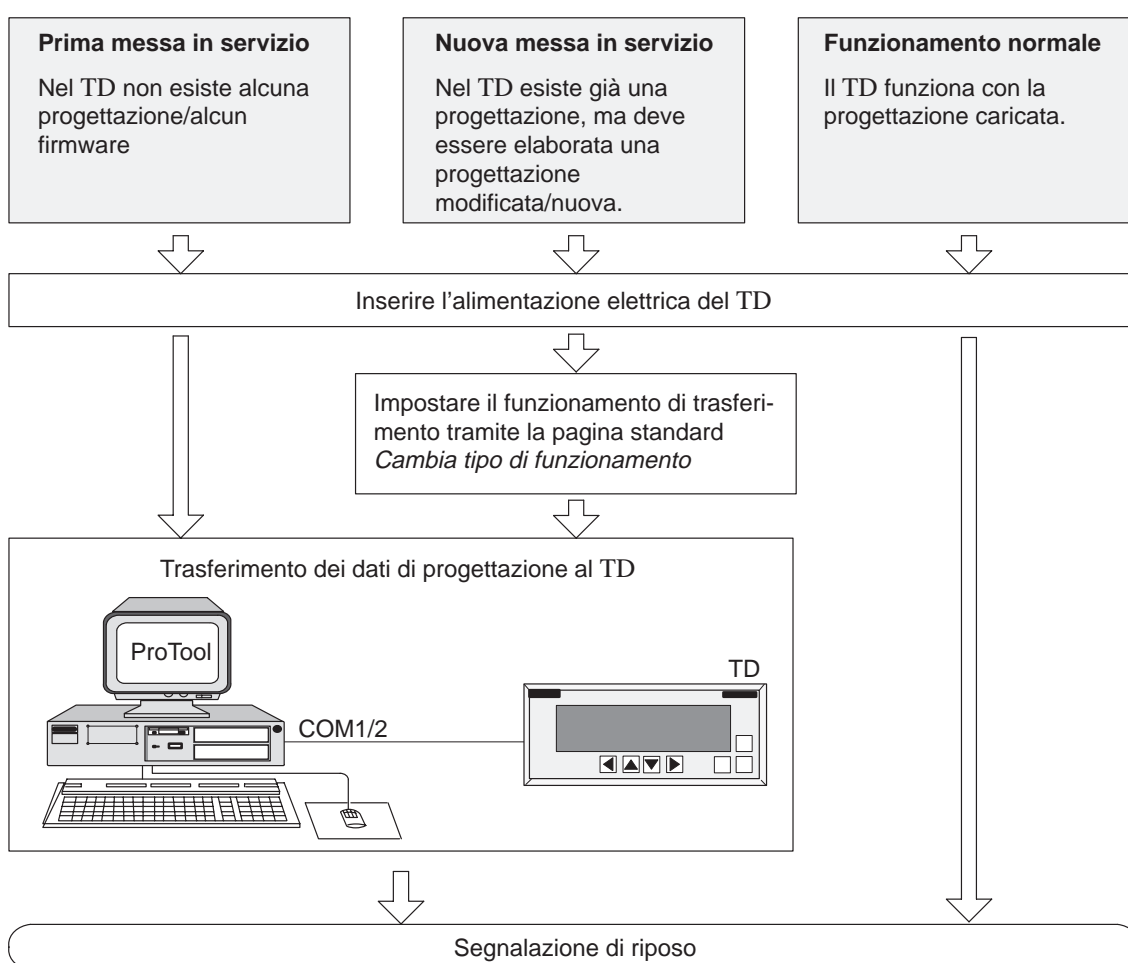 Prima messa in servizio
Nel TD non esiste alcuna
progettazione/alcun
firmware
Nuova messa in servizio
Nel TD esiste già una
progettazione, ma deve
essere elaborata una
progettazione
modificata/nuova.
Funzionamento normale
Il TD funziona con la
progettazione caricata.
Inserire l'alimentazione elettrica del TD
Impostare il funzionamento di trasferi-
mento tramite la pagina standard
Cambia tipo di funzionamento
Trasferimento dei dati di progettazione al TD
ProTool
COM1/2
TD
Segnalazione di riposo